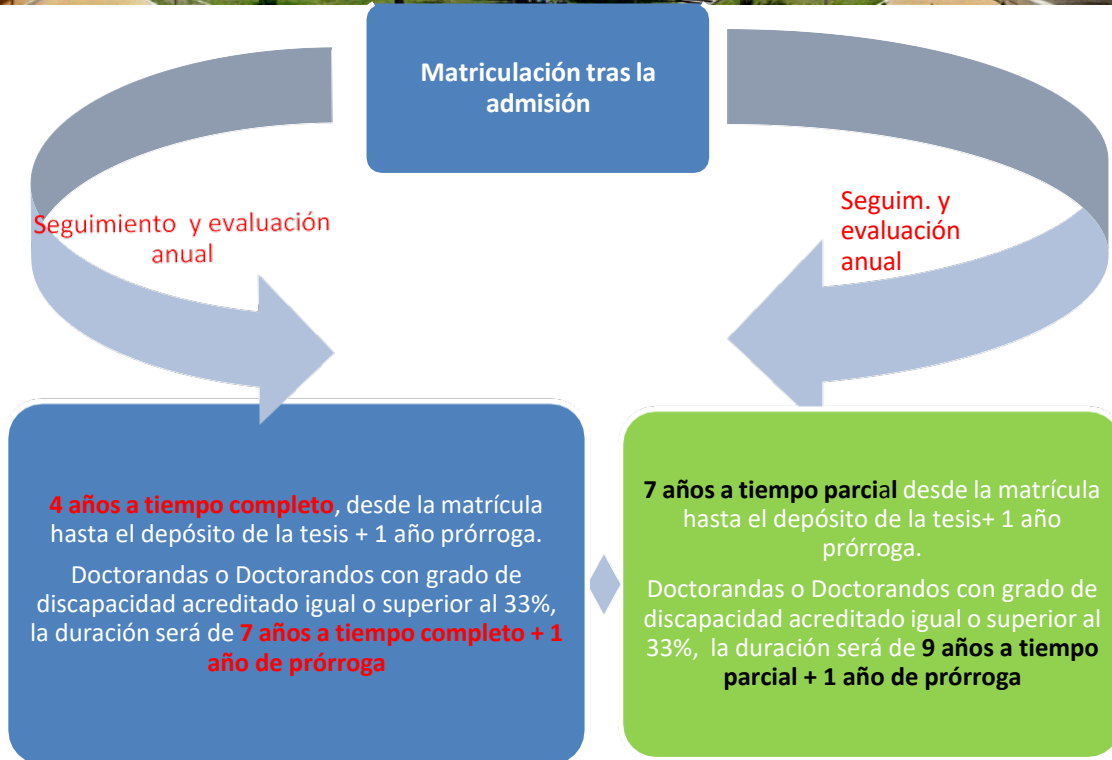 Matriculación tras la
admisión
Seguimiento y evaluación
anual
Seguim. y
evaluación
anual
4 años a tiempo completo, desde la matrícula
hasta el depósito de la tesis + 1 año prórroga.
Doctorandas o Doctorandos con grado de
discapacidad acreditado igual o superior al 33%,
la duración será de 7 años a tiempo completo + 1
año de prórroga
7 años a tiempo parcial desde la matrícula
hasta el depósito de la tesis+ 1 año
prórroga.
Doctorandas o Doctorandos con grado de
discapacidad acreditado igual o superior al
33%, la duración será de 9 años a tiempo
parcial + 1 año de prórroga